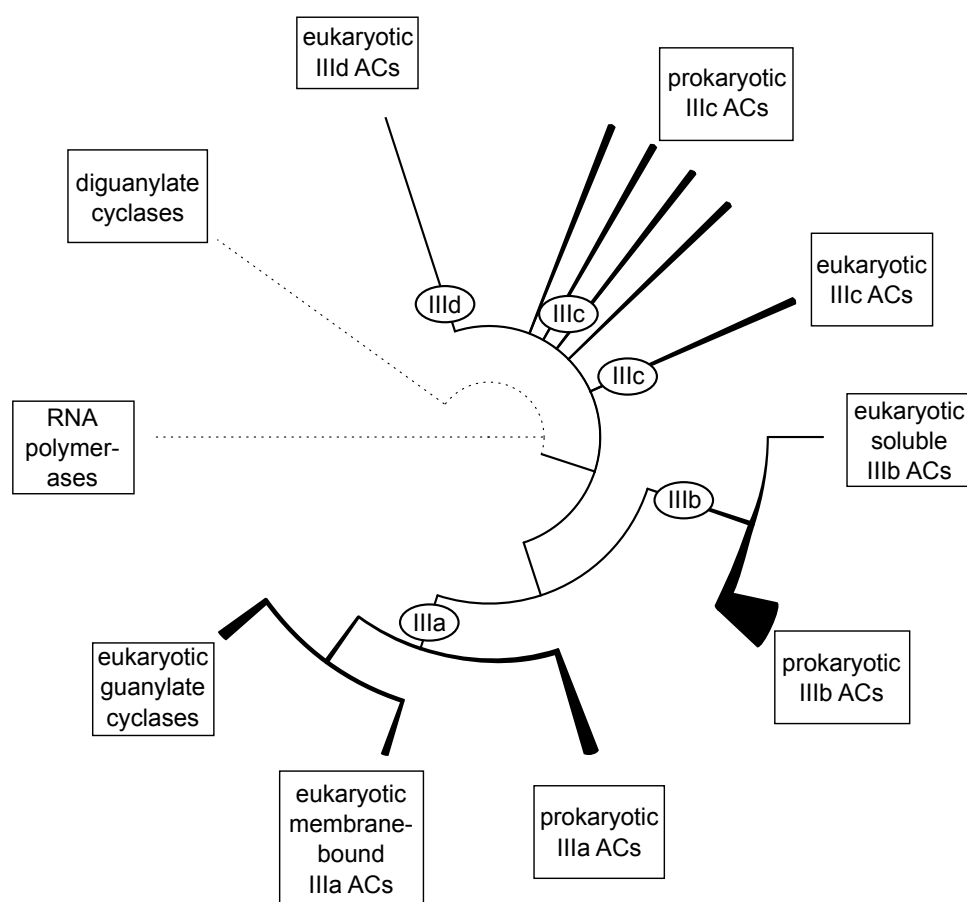 eukaryotic
IIId ACs
prokaryotic
IIIc ACs
diguanylate
cyclases
eukaryotic
IIIc ACs
IIId
IIIc
IIIc
RNA
polymer-
ases
eukaryotic
soluble
IIIb ACs
IIIb
IIIa
eukaryotic
guanylate
cyclases
prokaryotic
IIIb ACs
eukaryotic
membrane-
bound
IIIa ACs
prokaryotic
IIIa ACs